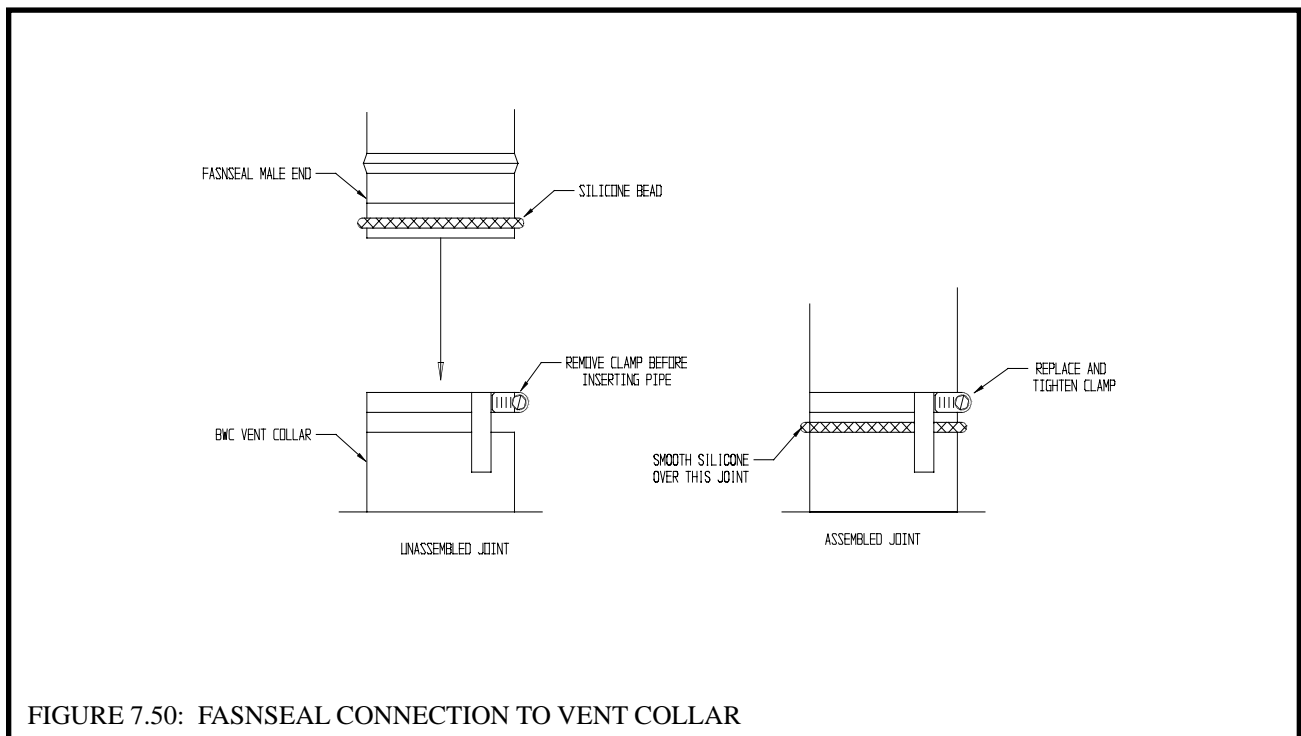 FASNSEAL MALE END
SILICONE BEAD
REMOVE CLAMP BEFORE
INSERTING PIPE
BWC VENT COLLAR
UNASSEMBLED JOINT
REPLACE AND
TIGHTEN CLAMP
SMOOTH SILICONE
OVER THIS JOINT
ASSEMBLED JOINT
FIGURE 7.50: FASNSEAL CONNECTION TO VENT COLLAR